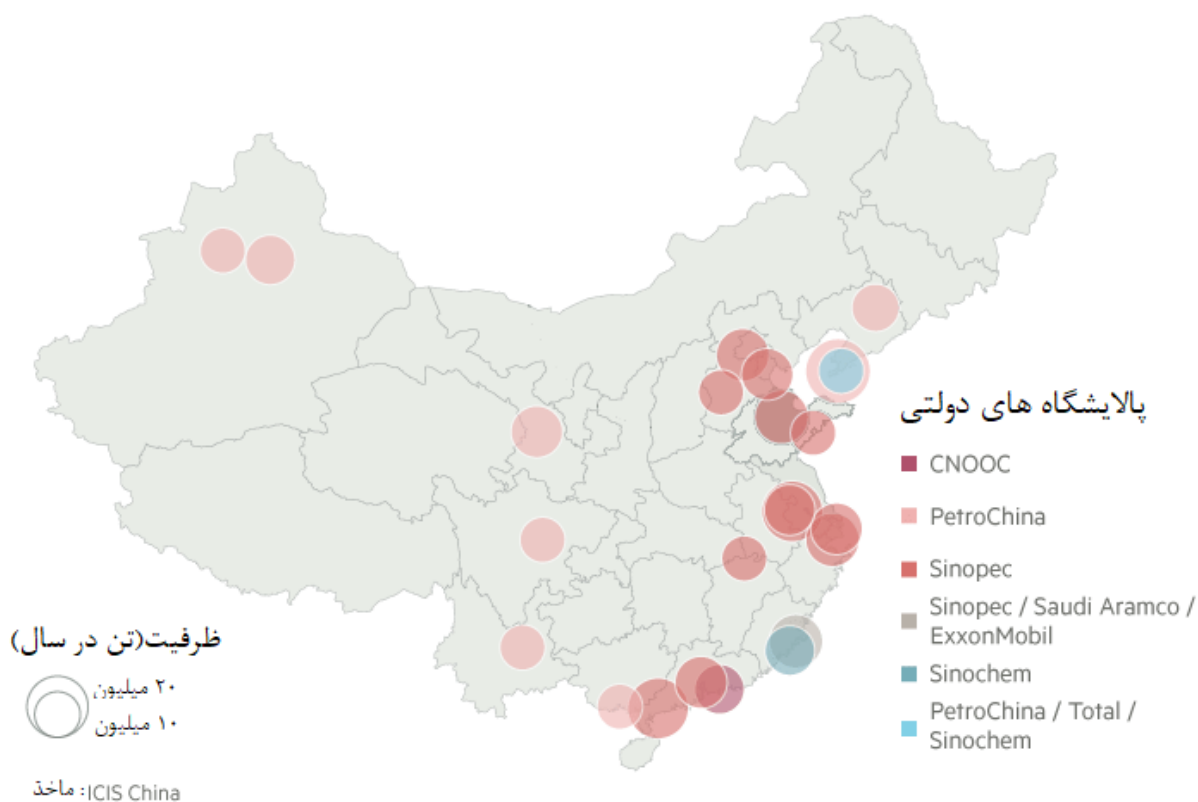 پالایشگاه های دولتی
CNOOC
PetroChina
Sinopec
Sinopec / Saudi Aramco /
ExxonMobil
Sinochem
PetroChina / Total /
Sinochem
ظرفیت(تن در سال)
۲۰ میلیون
۱۰ میلیون
ماخذ: ICIS China